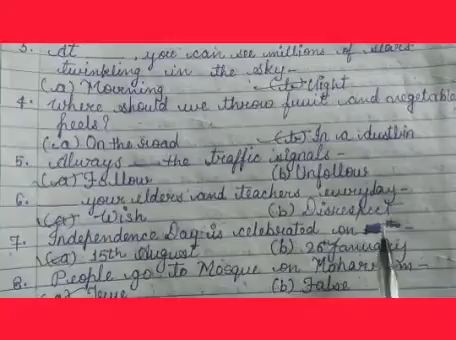 3. At , you can see millions of stars
twinkling in the sky-
(a) Morning (b) Night
4. Where should we throw fruit and vegetable
peels?
(a) On the road (b) In a dustbin
5. Always the traffic signals-
(a) Follow (b) Unfollow
6. your elders and teachers everyday-
(a) Wish (b) Disrespect
7. Independence Day is celebrated on
(a) 15th August (b) 26 January
8. People go to Mosque on Moharram-
(a) True (b) False